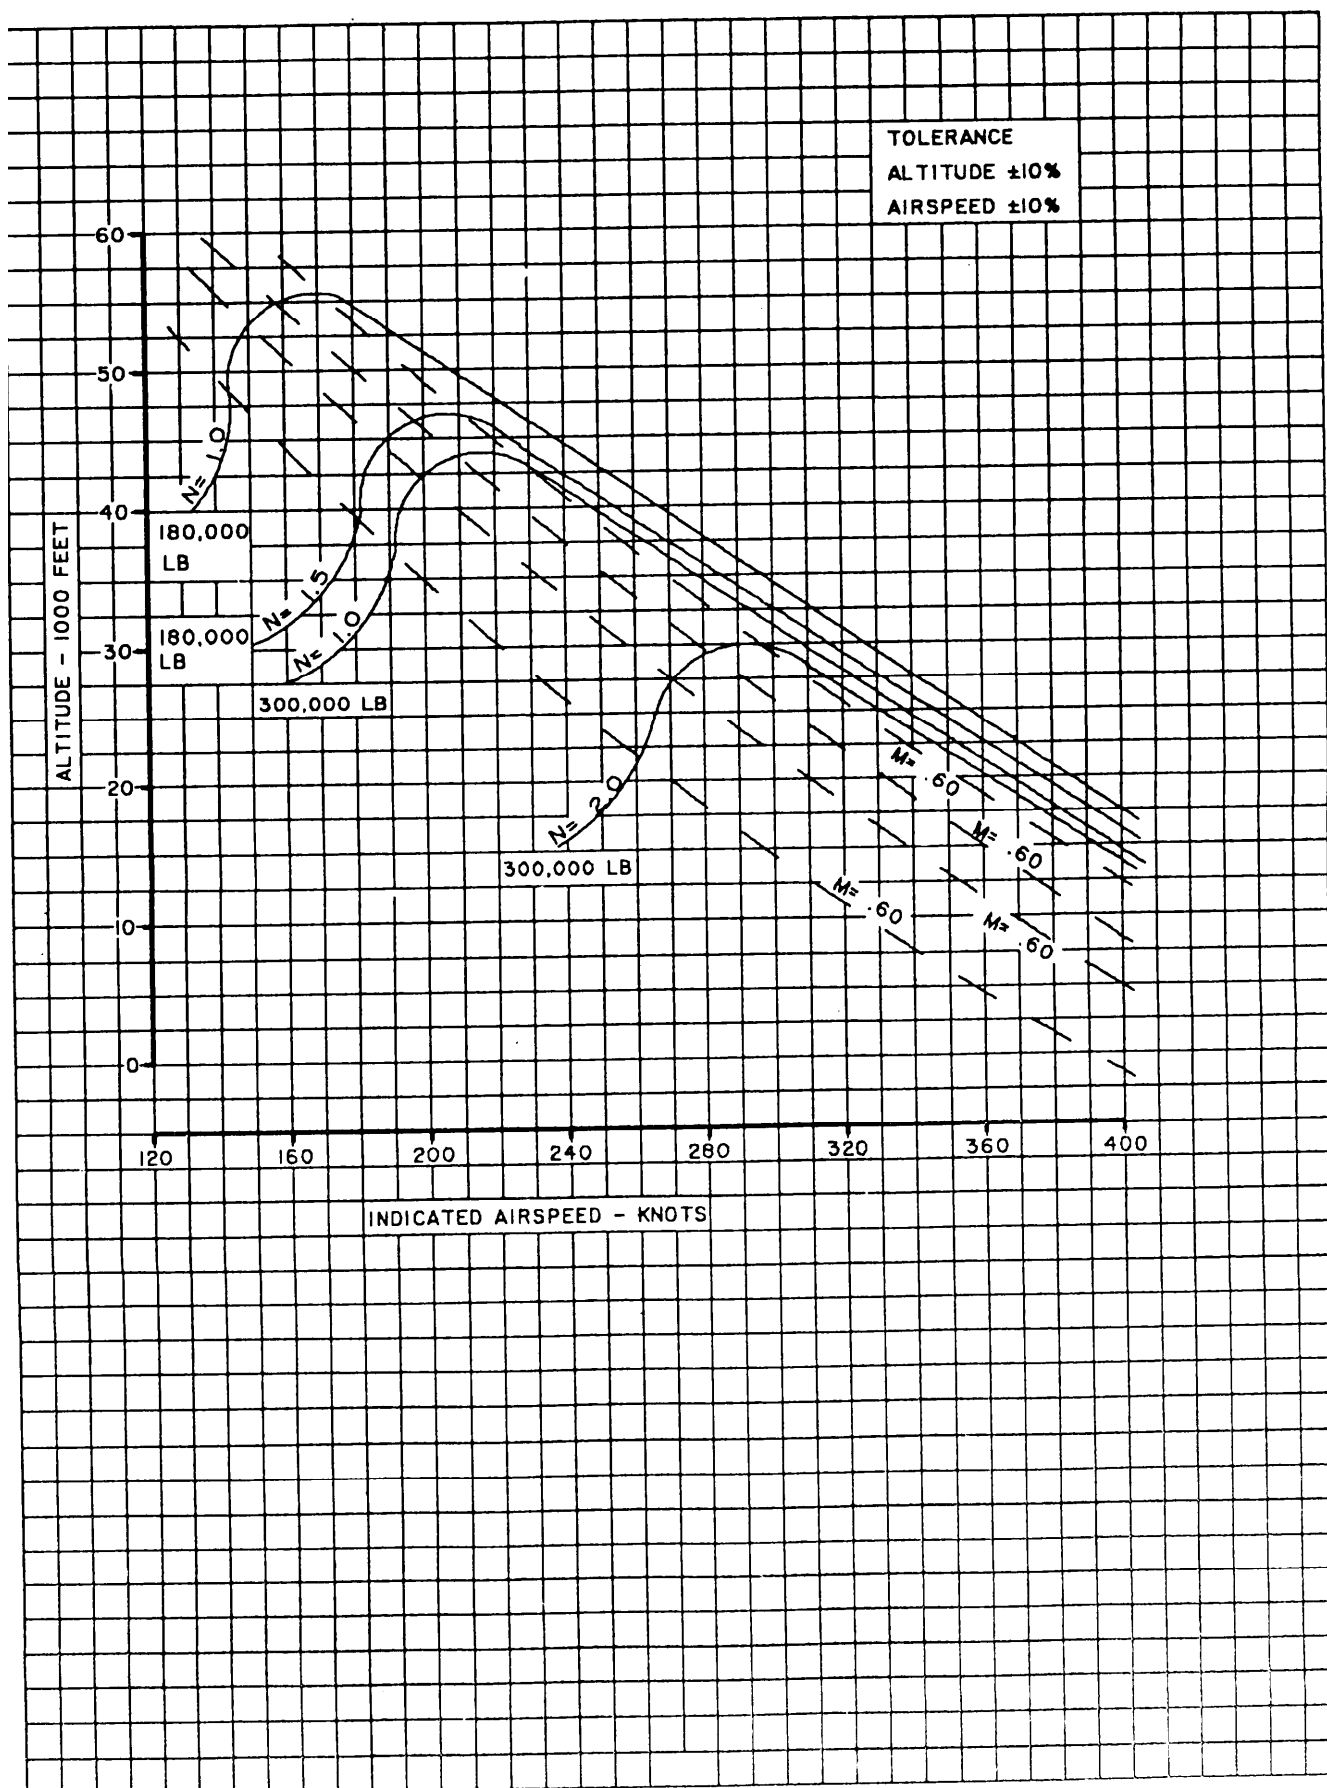 TOLERANCE
ALTITUDE ±10%
AIRSPEED ±10%
60
50
40
30
20
10
0
ALTITUDE - 1000 FEET
N= 1.0
180,000
LB
N= 1.5
180,000
LB
N= 1.0
300,000 LB
N= 2.0
300,000 LB
M= .60
M= .60
M= .60
M= .60
120 160 200 240 280 320 360 400
INDICATED AIRSPEED - KNOTS